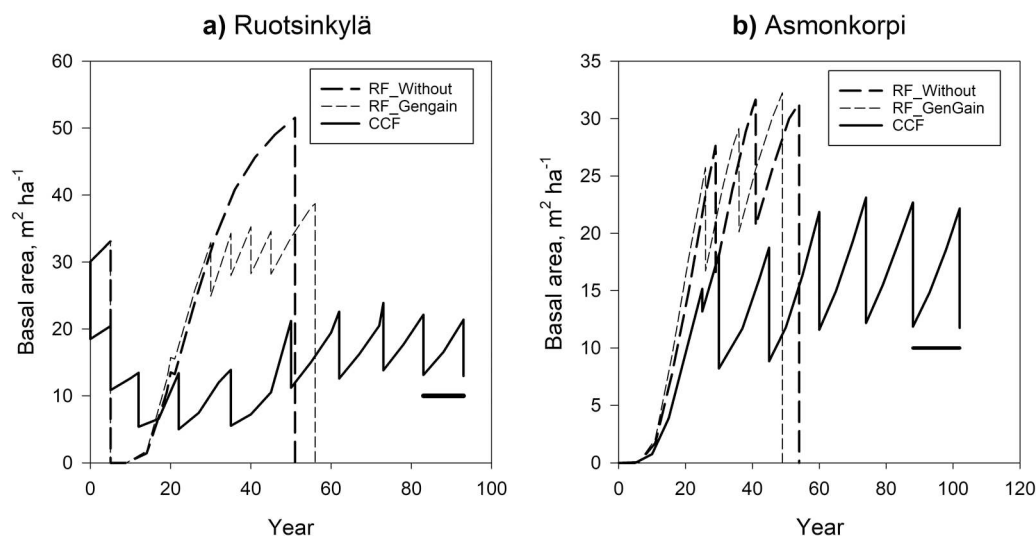 a) Ruotsinkylä
Basal area, m² ha⁻¹
60
50
40
30
20
10
0
RF_Without
RF_Gengain
CCF
0 20 40 60 80 100
Year
b) Asmonkorpi
Basal area, m² ha⁻¹
35
30
25
20
15
10
5
0
RF_Without
RF_GenGain
CCF
0 20 40 60 80 100 120
Year